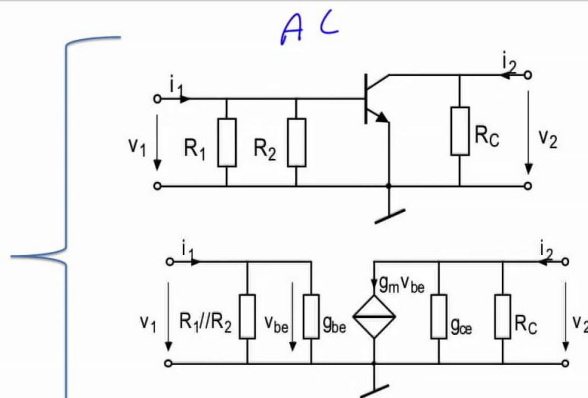 AC
i1 i2
v1 R1 R2 RC v2
i1 gmvbe i2
v1 R1//R2 vbe gbe gce RC v2